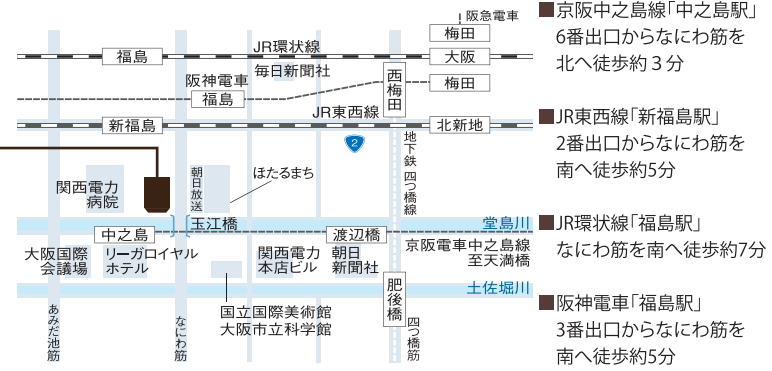 阪急電車
梅田
JR環状線
福島
大阪
毎日新聞社
西梅田
阪神電車
梅田
福島
JR東西線
新福島
北新地
2
地下鉄 四つ橋線
朝日放送
ほたるまち
関西電力
病院
玉江橋
堂島川
中之島
渡辺橋
京阪電車中之島線
至天満橋
大阪国際
会議場
リーガロイヤル
ホテル
関西電力
本店ビル
朝日
新聞社
土佐堀川
肥後橋
国立国際美術館
大阪市立科学館
あみだ池筋
なにわ筋
四つ橋筋
■京阪中之島線「中之島駅」
6番出口からなにわ筋を
北へ徒歩約３分
■JR東西線「新福島駅」
2番出口からなにわ筋を
南へ徒歩約5分
■JR環状線「福島駅」
なにわ筋を南へ徒歩約7分
■阪神電車「福島駅」
3番出口からなにわ筋を
南へ徒歩約5分